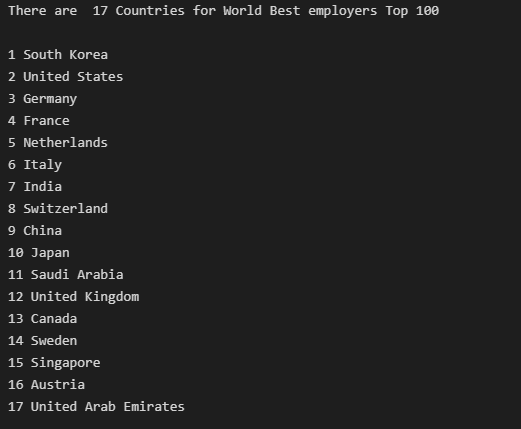 There are  17 Countries for World Best employers Top 100
1 South Korea
2 United States
3 Germany
4 France
5 Netherlands
6 Italy
7 India
8 Switzerland
9 China
10 Japan
11 Saudi Arabia
12 United Kingdom
13 Canada
14 Sweden
15 Singapore
16 Austria
17 United Arab Emirates